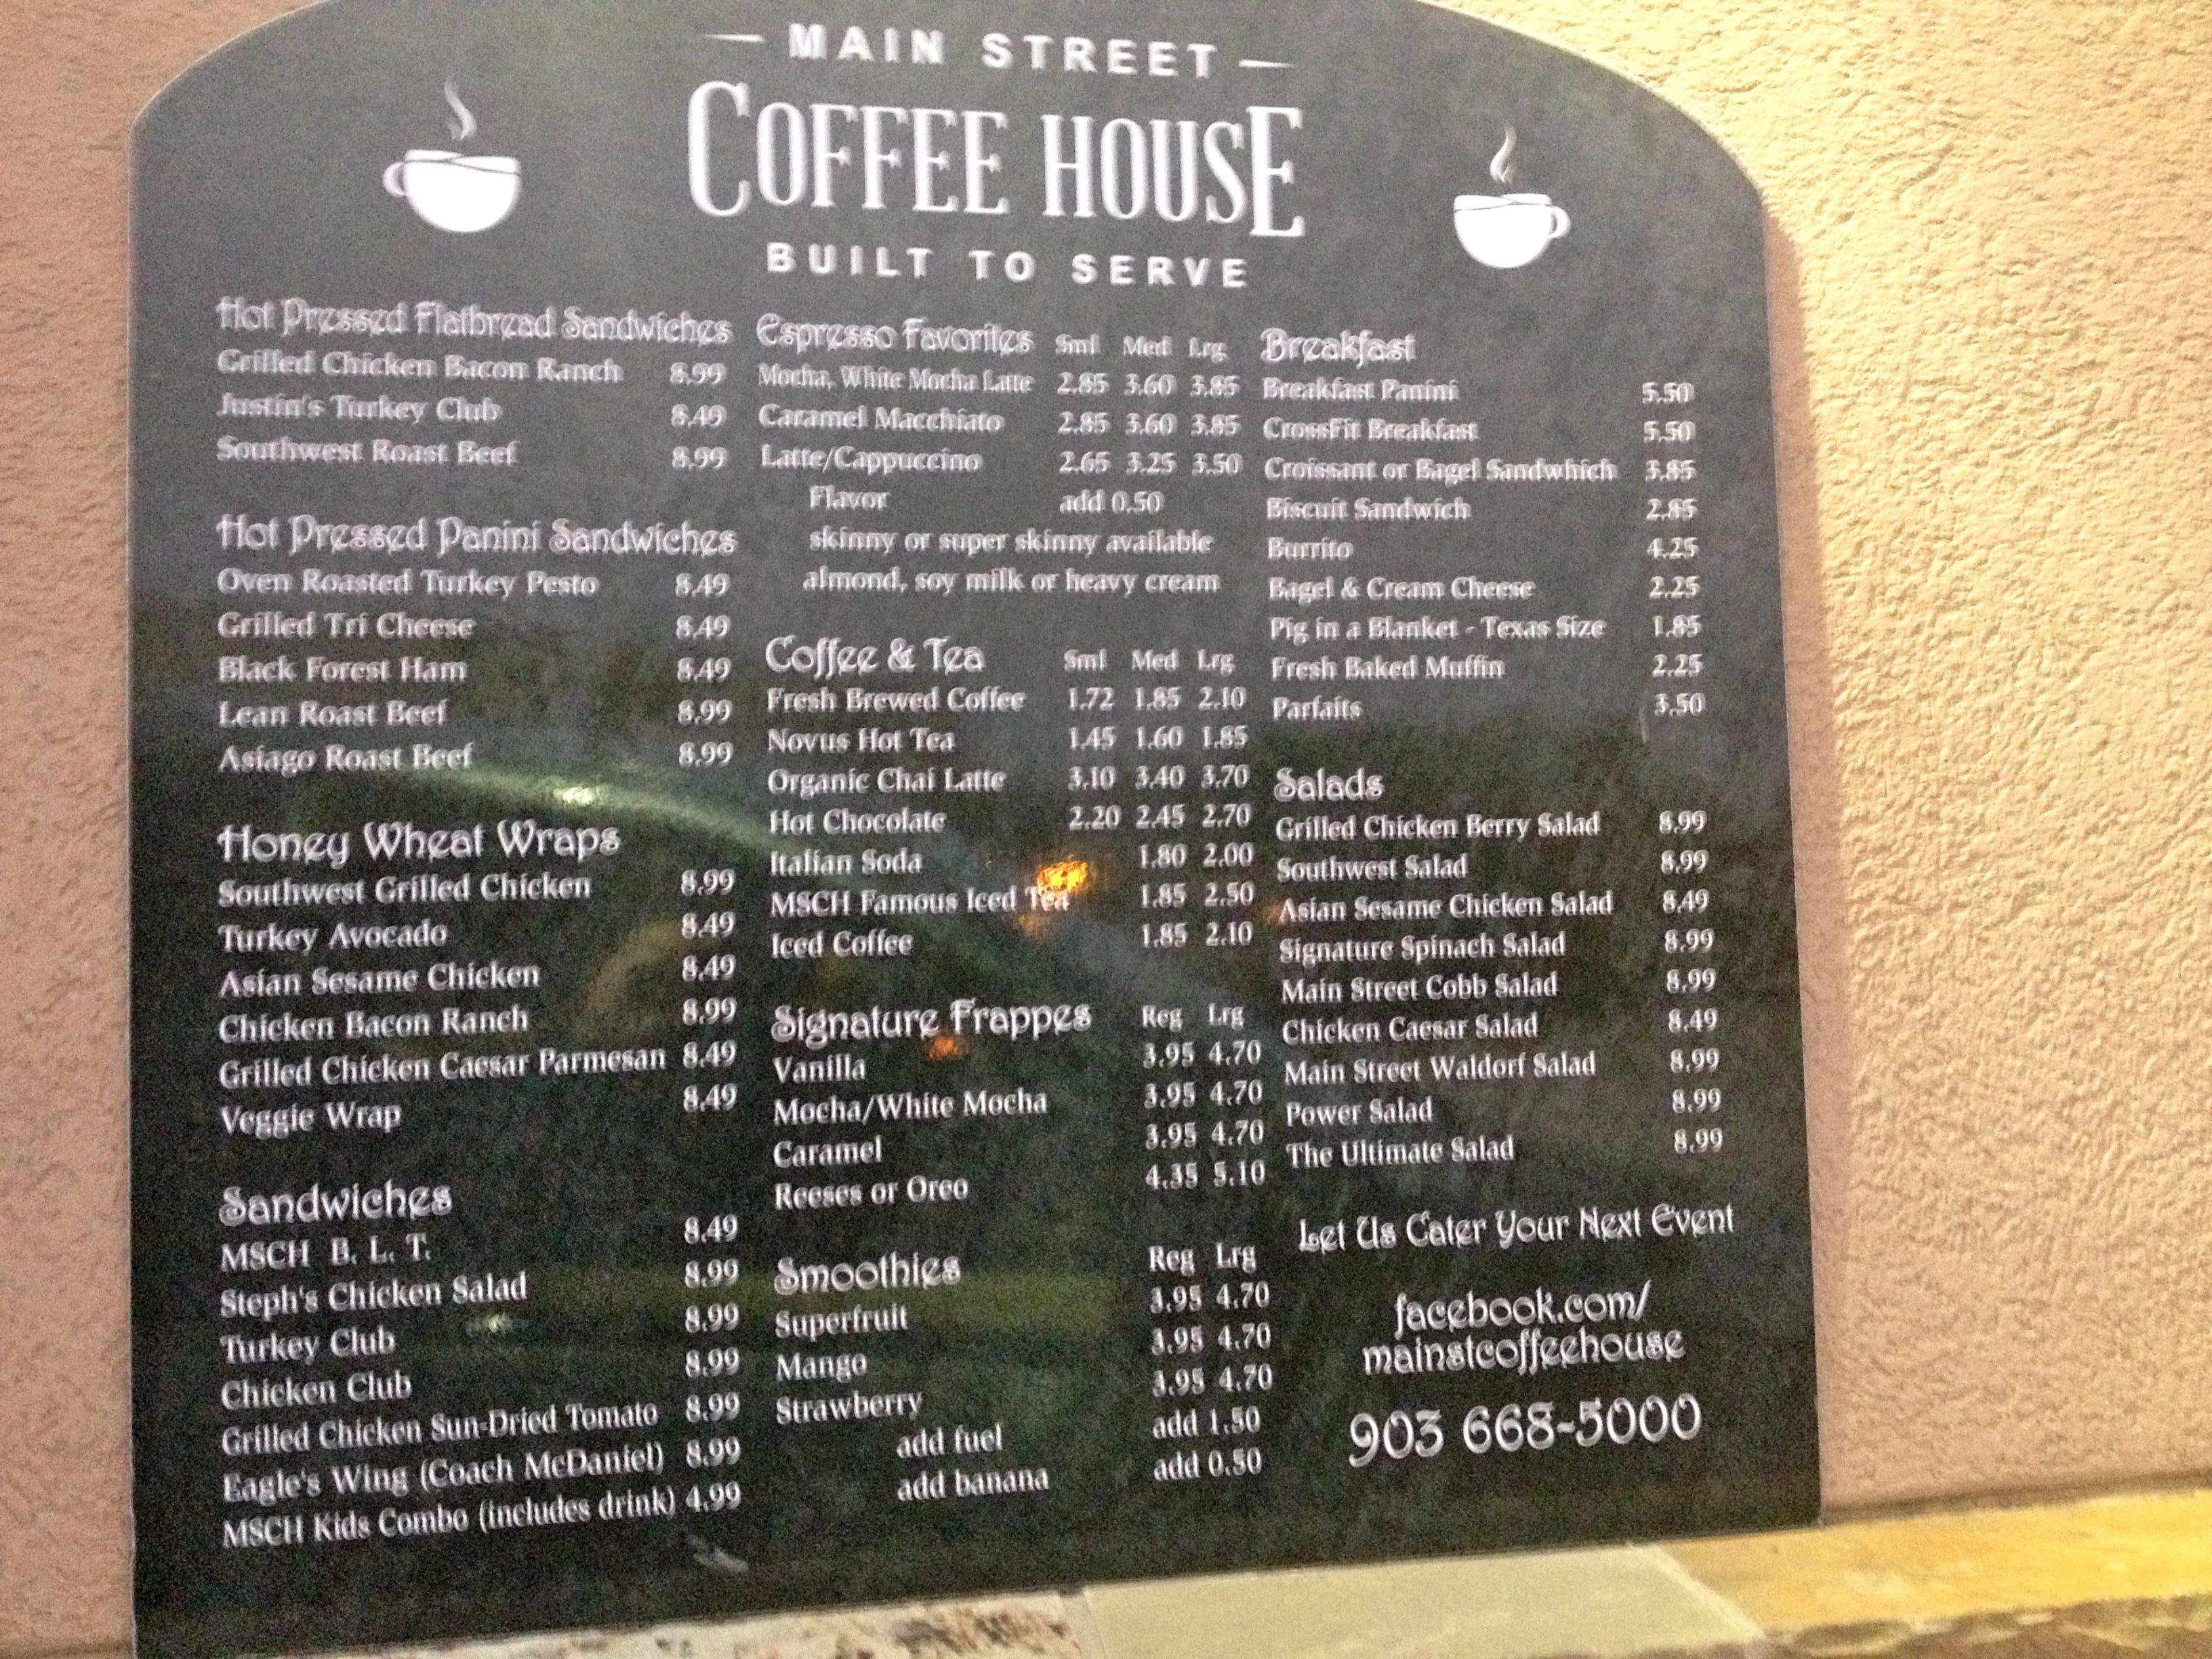 MAIN STREET
COFFEE HOUSE
BUILT TO SERVE
Hot Pressed Flatbread Sandwiches
Grilled Chicken Bacon Ranch 8.99
Justin's Turkey Club 8.49
Southwest Roast Beef 8.99
Hot Pressed Panini Sandwiches
Oven Roasted Turkey Pesto 8.49
Grilled Tri Cheese 8.49
Black Forest Ham 8.49
Lean Roast Beef 8.99
Asiago Roast Beef 8.99
Honey Wheat Wraps
Southwest Grilled Chicken 8.99
Turkey Avocado 8.49
Asian Sesame Chicken 8.49
Chicken Bacon Ranch 8.99
Grilled Chicken Caesar Parmesan 8.49
Veggie Wrap 8.49
Sandwiches
MSCH B. L. T. 8.49
Steph's Chicken Salad 8.99
Turkey Club 8.99
Chicken Club 8.99
Grilled Chicken Sun-Dried Tomato 8.99
Eagle's Wing (Coach McDaniel) 8.99
MSCH Kids Combo (includes drink) 4.99
Espresso Favorites Sml Med Lrg
Mocha, White Mocha Latte 2.85 3.60 3.85
Caramel Macchiato 2.85 3.60 3.85
Latte/Cappuccino 2.65 3.25 3.50
Flavor add 0.50
skinny or super skinny available
almond, soy milk or heavy cream
Coffee & Tea Sml Med Lrg
Fresh Brewed Coffee 1.72 1.85 2.10
Novus Hot Tea 1.45 1.60 1.85
Organic Chai Latte 3.10 3.40 3.70
Hot Chocolate 2.20 2.45 2.70
Italian Soda 1.80 2.00
MSCH Famous Iced Tea 1.85 2.50
Iced Coffee 1.85 2.10
Signature Frappes Reg Lrg
Vanilla 3.95 4.70
Mocha/White Mocha 3.95 4.70
Caramel 3.95 4.70
Reeses or Oreo 4.35 5.10
Smoothies Reg Lrg
Superfruit 3.95 4.70
Mango 3.95 4.70
Strawberry 3.95 4.70
add fuel add 1.50
add banana add 0.50
Breakfast
Breakfast Panini 5.50
CrossFit Breakfast 5.50
Croissant or Bagel Sandwhich 3.85
Biscuit Sandwich 2.85
Burrito 4.25
Bagel & Cream Cheese 2.25
Pig in a Blanket - Texas Size 1.85
Fresh Baked Muffin 2.25
Parfaits 3.50
Salads
Grilled Chicken Berry Salad 8.99
Southwest Salad 8.99
Asian Sesame Chicken Salad 8.49
Signature Spinach Salad 8.99
Main Street Cobb Salad 8.99
Chicken Caesar Salad 8.49
Main Street Waldorf Salad 8.99
Power Salad 8.99
The Ultimate Salad 8.99
Let Us Cater Your Next Event
facebook.com/
mainstcoffeehouse
903 668-5000